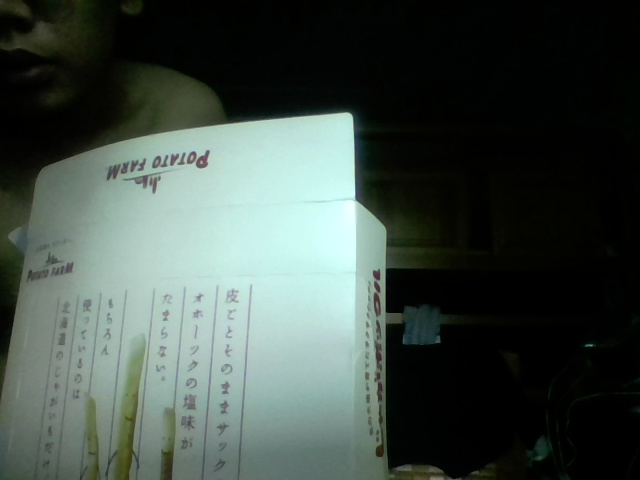 POTATO FARM
POTATO FARM
皮ごとそのままサック
オホーツクの塩味が
たまらない。
もちろん
使っているのは
北海道のじゃがいもだけ。